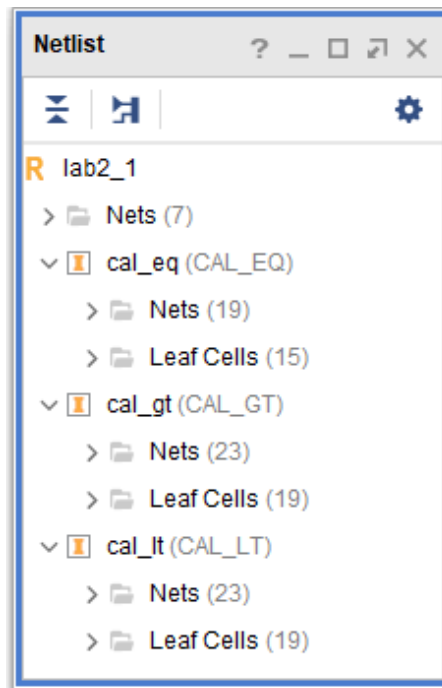 Netlist ?
R lab2_1
Nets (7)
I cal_eq (CAL_EQ)
Nets (19)
Leaf Cells (15)
I cal_gt (CAL_GT)
Nets (23)
Leaf Cells (19)
I cal_lt (CAL_LT)
Nets (23)
Leaf Cells (19)